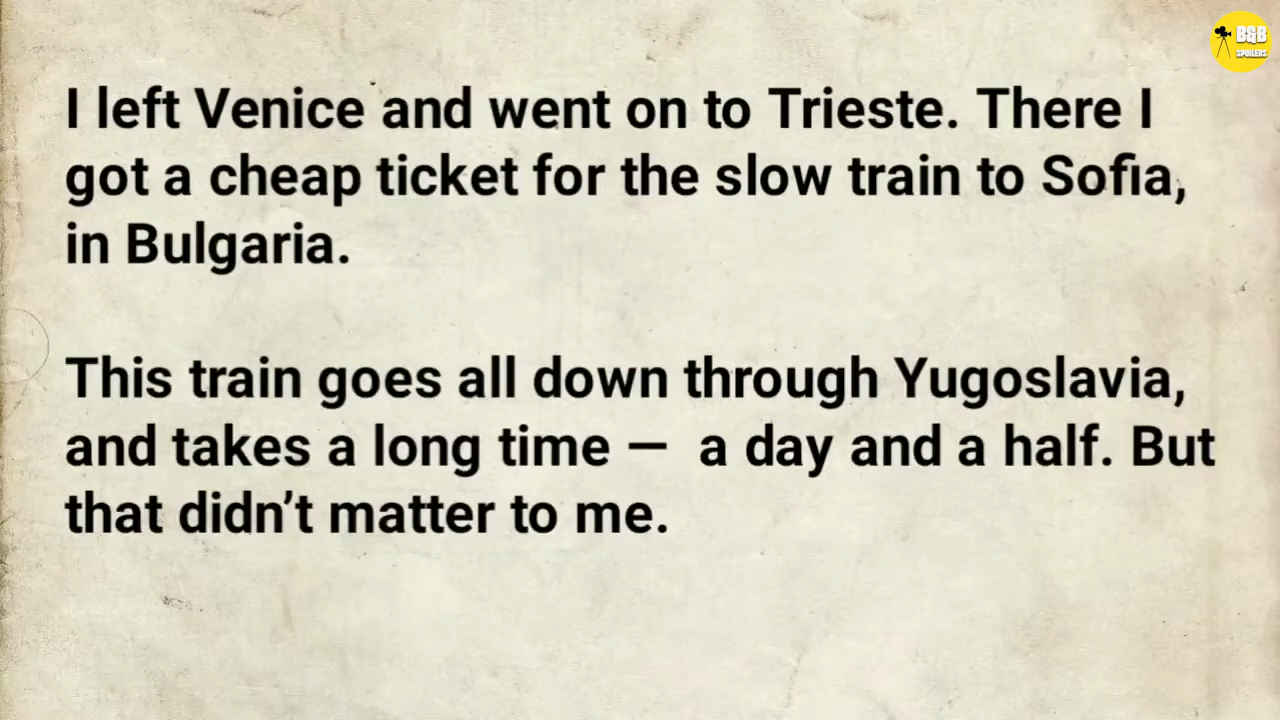 B&B
SPOILERS
I left Venice and went on to Trieste. There I
got a cheap ticket for the slow train to Sofia,
in Bulgaria.
This train goes all down through Yugoslavia,
and takes a long time — a day and a half. But
that didn’t matter to me.